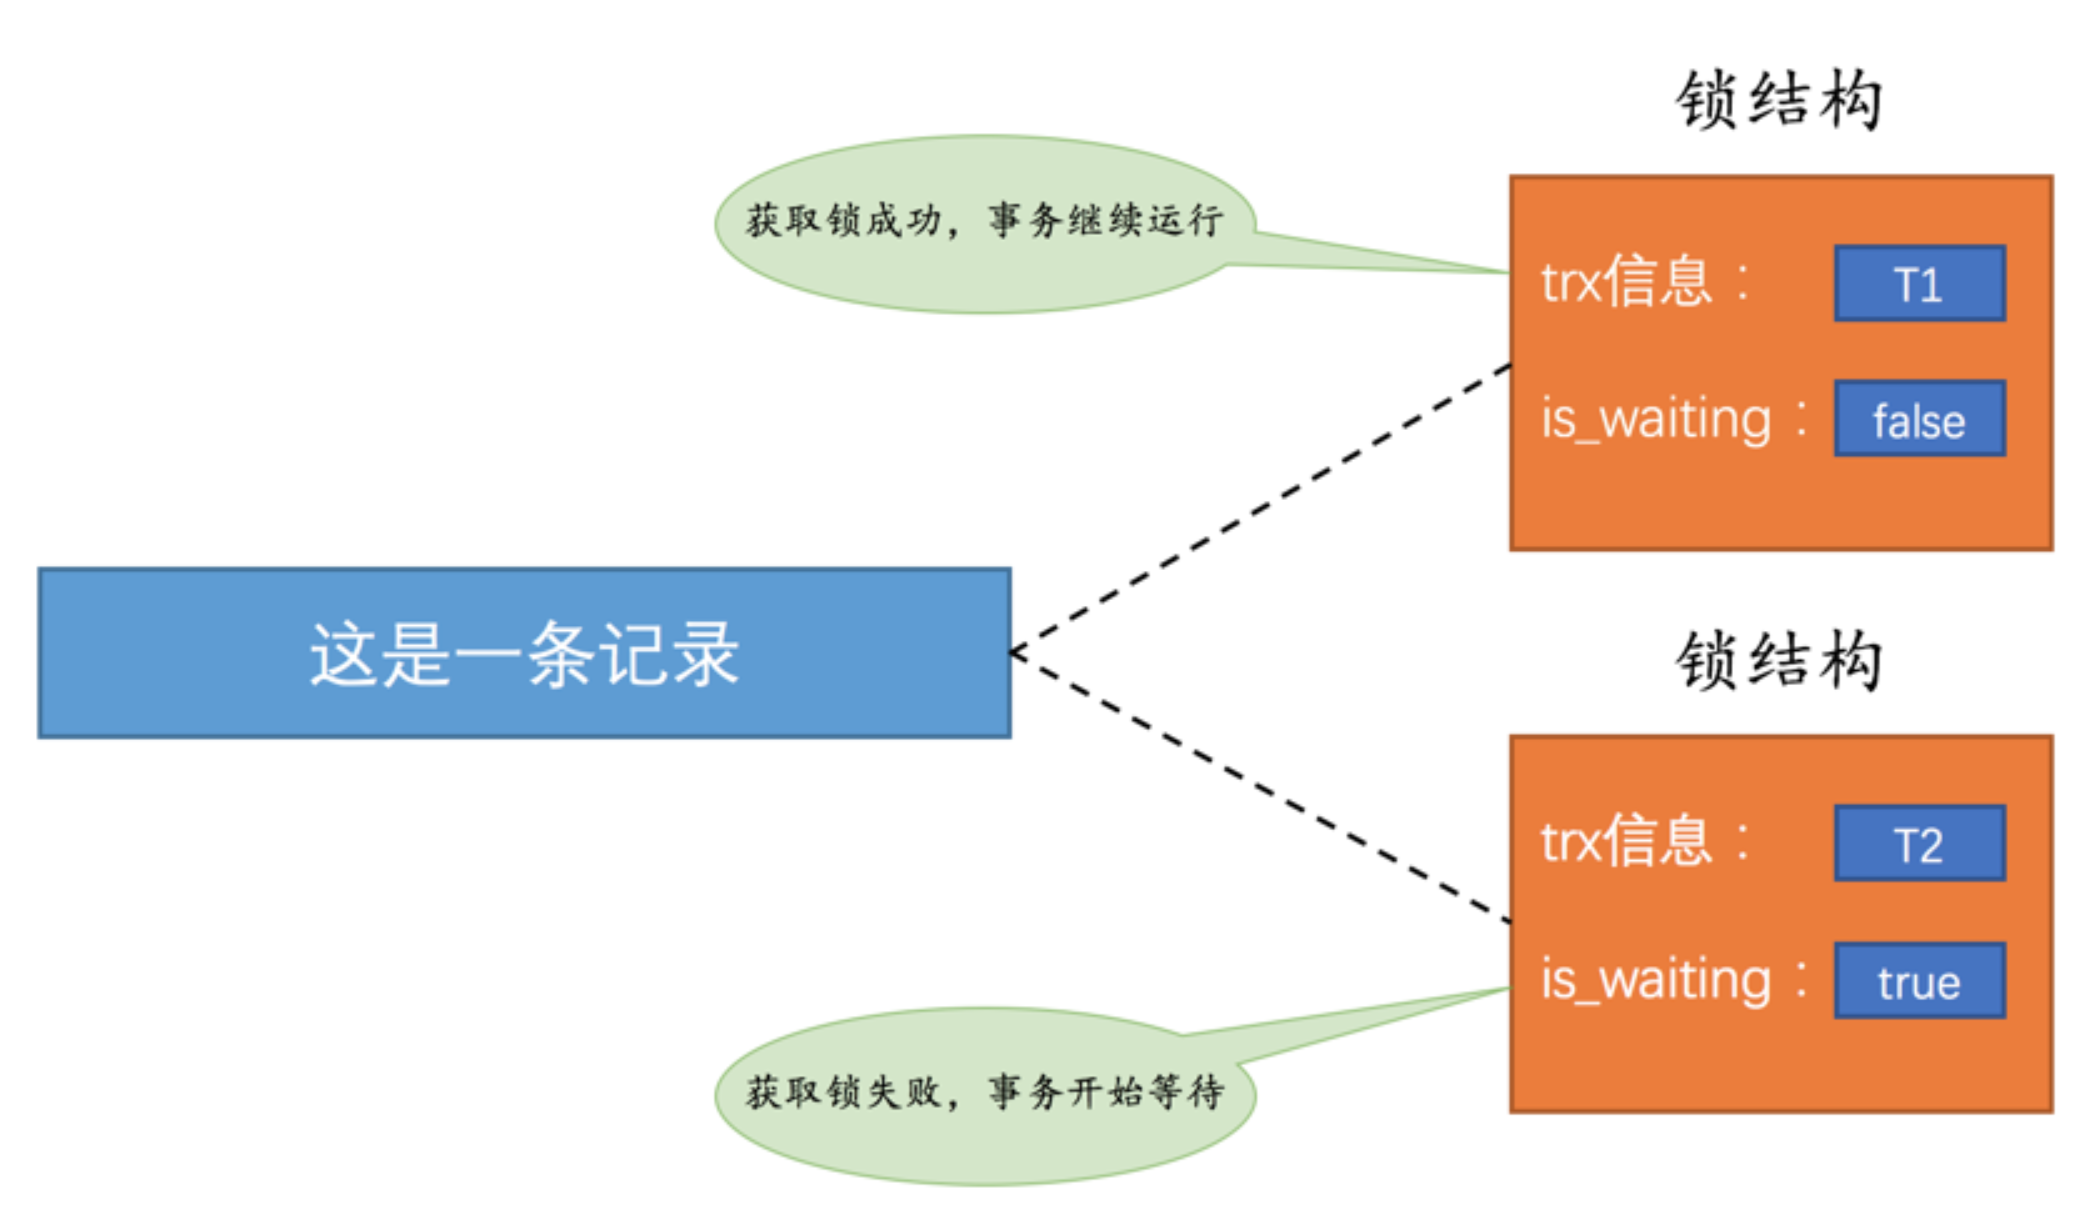 锁结构
获取锁成功，事务继续运行
trx信息： T1
is_waiting： false
这是一条记录
锁结构
trx信息： T2
is_waiting： true
获取锁失败，事务开始等待